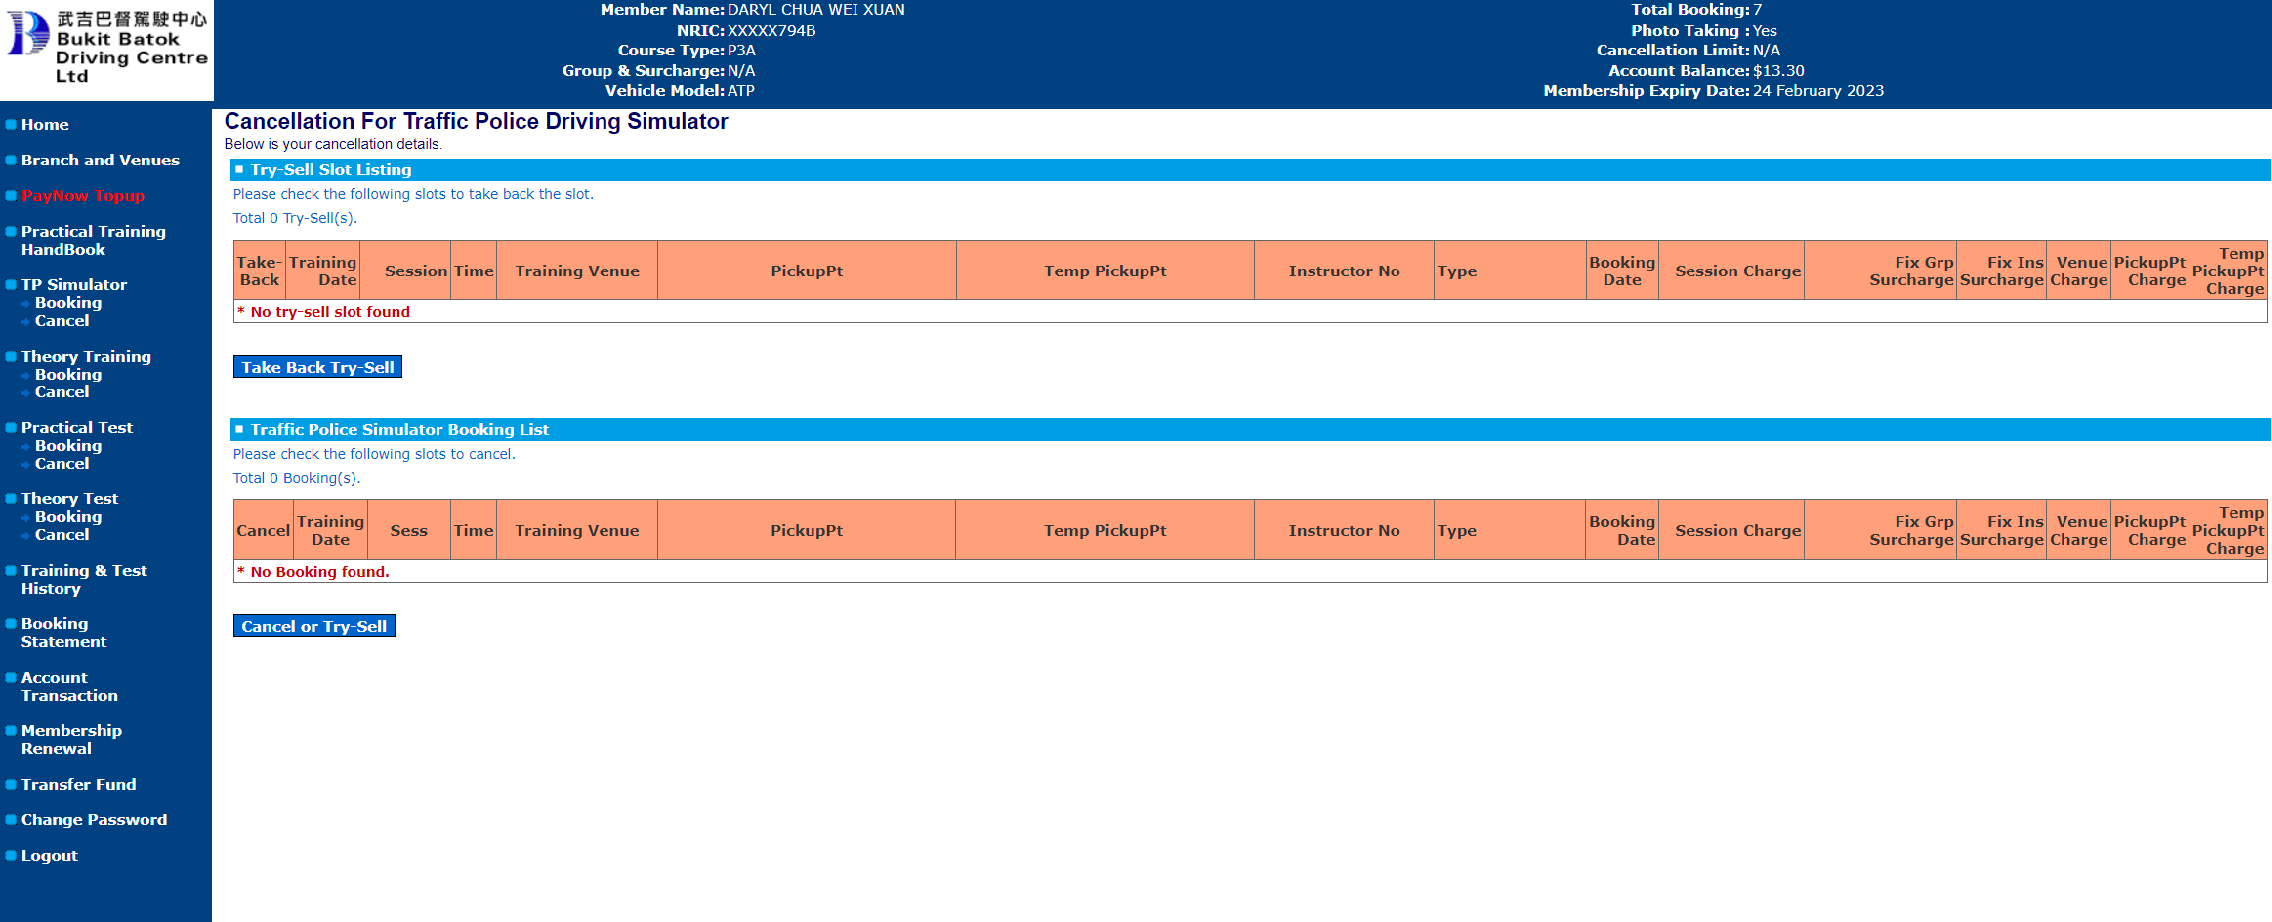 武吉巴督駕駛中心
Bukit Batok
Driving Centre
Ltd
Member Name: DARYL CHUA WEI XUAN
NRIC: XXXXX794B
Course Type: P3A
Group & Surcharge: N/A
Vehicle Model: ATP
Total Booking: 7
Photo Taking : Yes
Cancellation Limit: N/A
Account Balance: $13.30
Membership Expiry Date: 24 February 2023
Home
Branch and Venues
PayNow Topup
Practical Training
HandBook
TP Simulator
Booking
Cancel
Theory Training
Booking
Cancel
Practical Test
Booking
Cancel
Theory Test
Booking
Cancel
Training & Test
History
Booking
Statement
Account
Transaction
Membership
Renewal
Transfer Fund
Change Password
Logout
Cancellation For Traffic Police Driving Simulator
Below is your cancellation details.
Try-Sell Slot Listing
Please check the following slots to take back the slot.
Total 0 Try-Sell(s).
Take-Back Training Date Session Time Training Venue PickupPt Temp PickupPt Instructor No Type Booking Date Session Charge Fix Grp Surcharge Fix Ins Surcharge Venue Charge PickupPt Charge Temp PickupPt Charge
* No try-sell slot found
Take Back Try-Sell
Traffic Police Simulator Booking List
Please check the following slots to cancel.
Total 0 Booking(s).
Cancel Training Date Sess Time Training Venue PickupPt Temp PickupPt Instructor No Type Booking Date Session Charge Fix Grp Surcharge Fix Ins Surcharge Venue Charge PickupPt Charge Temp PickupPt Charge
* No Booking found.
Cancel or Try-Sell